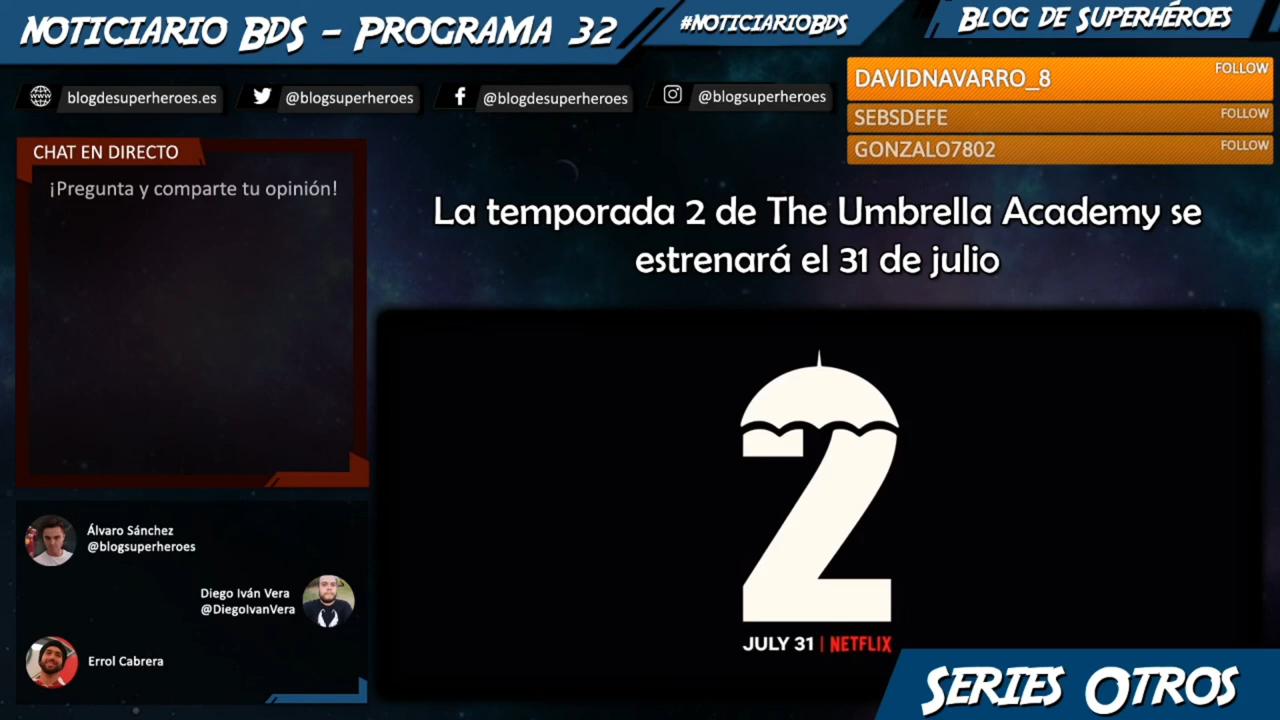 NOTICIARIO BDS - PROGRAMA 32
#NOTICIARIOBDS
BLOG DE SUPERHÉROES
www
blogdesuperheroes.es
@blogsuperheroes
@blogdesuperheroes
@blogsuperheroes
DAVIDNAVARRO_8 FOLLOW
SEBSDEFE FOLLOW
GONZALO7802 FOLLOW
CHAT EN DIRECTO
¡Pregunta y comparte tu opinión!
La temporada 2 de The Umbrella Academy se
estrenará el 31 de julio
2
JULY 31 | NETFLIX
Álvaro Sánchez
@blogsuperheroes
Diego Iván Vera
@DiegoIvanVera
Errol Cabrera
SERIES OTROS